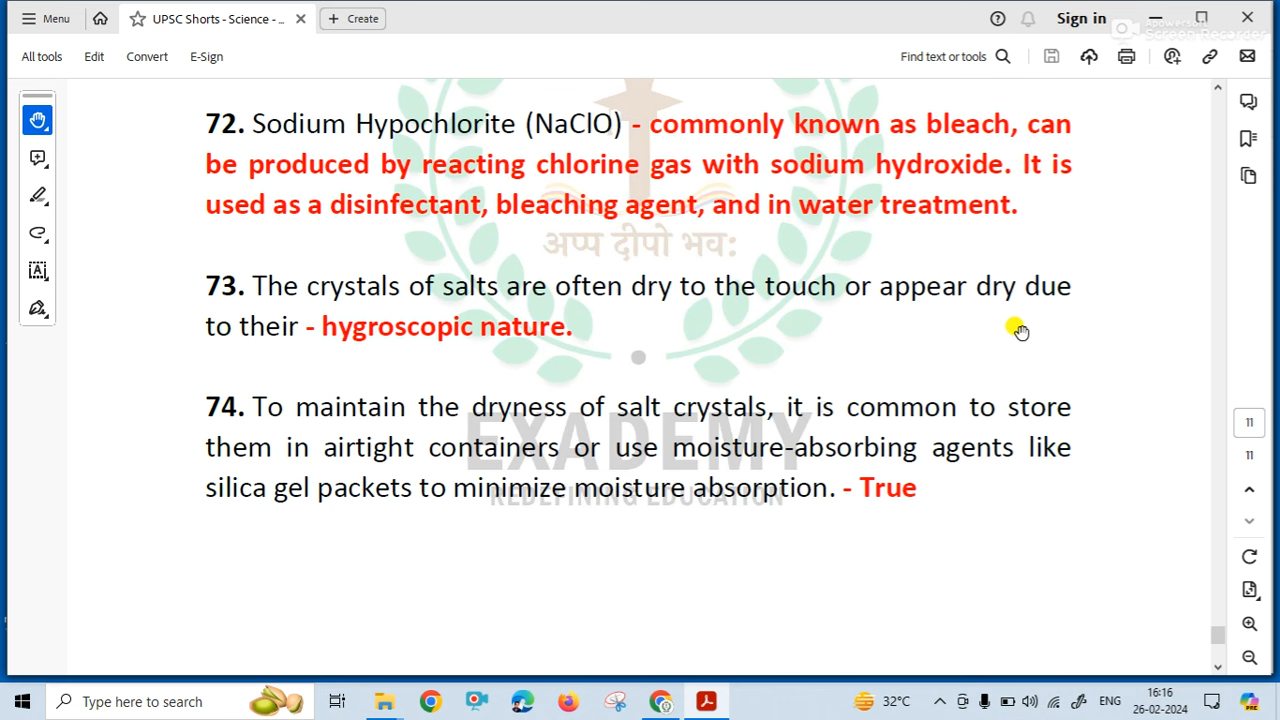 Menu
UPSC Shorts - Science - ...
Create
Sign in
Apowersoft
Screen Recorder
All tools
Edit
Convert
E-Sign
Find text or tools
72. Sodium Hypochlorite (NaClO) - commonly known as bleach, can
be produced by reacting chlorine gas with sodium hydroxide. It is
used as a disinfectant, bleaching agent, and in water treatment.
अप्प दीपो भवः
73. The crystals of salts are often dry to the touch or appear dry due
to their - hygroscopic nature.
74. To maintain the dryness of salt crystals, it is common to store
them in airtight containers or use moisture-absorbing agents like
silica gel packets to minimize moisture absorption. - True
EXADEMY
REDEFINING EDUCATION
11
11
Type here to search
32°C
ENG
16:16
26-02-2024
PRE